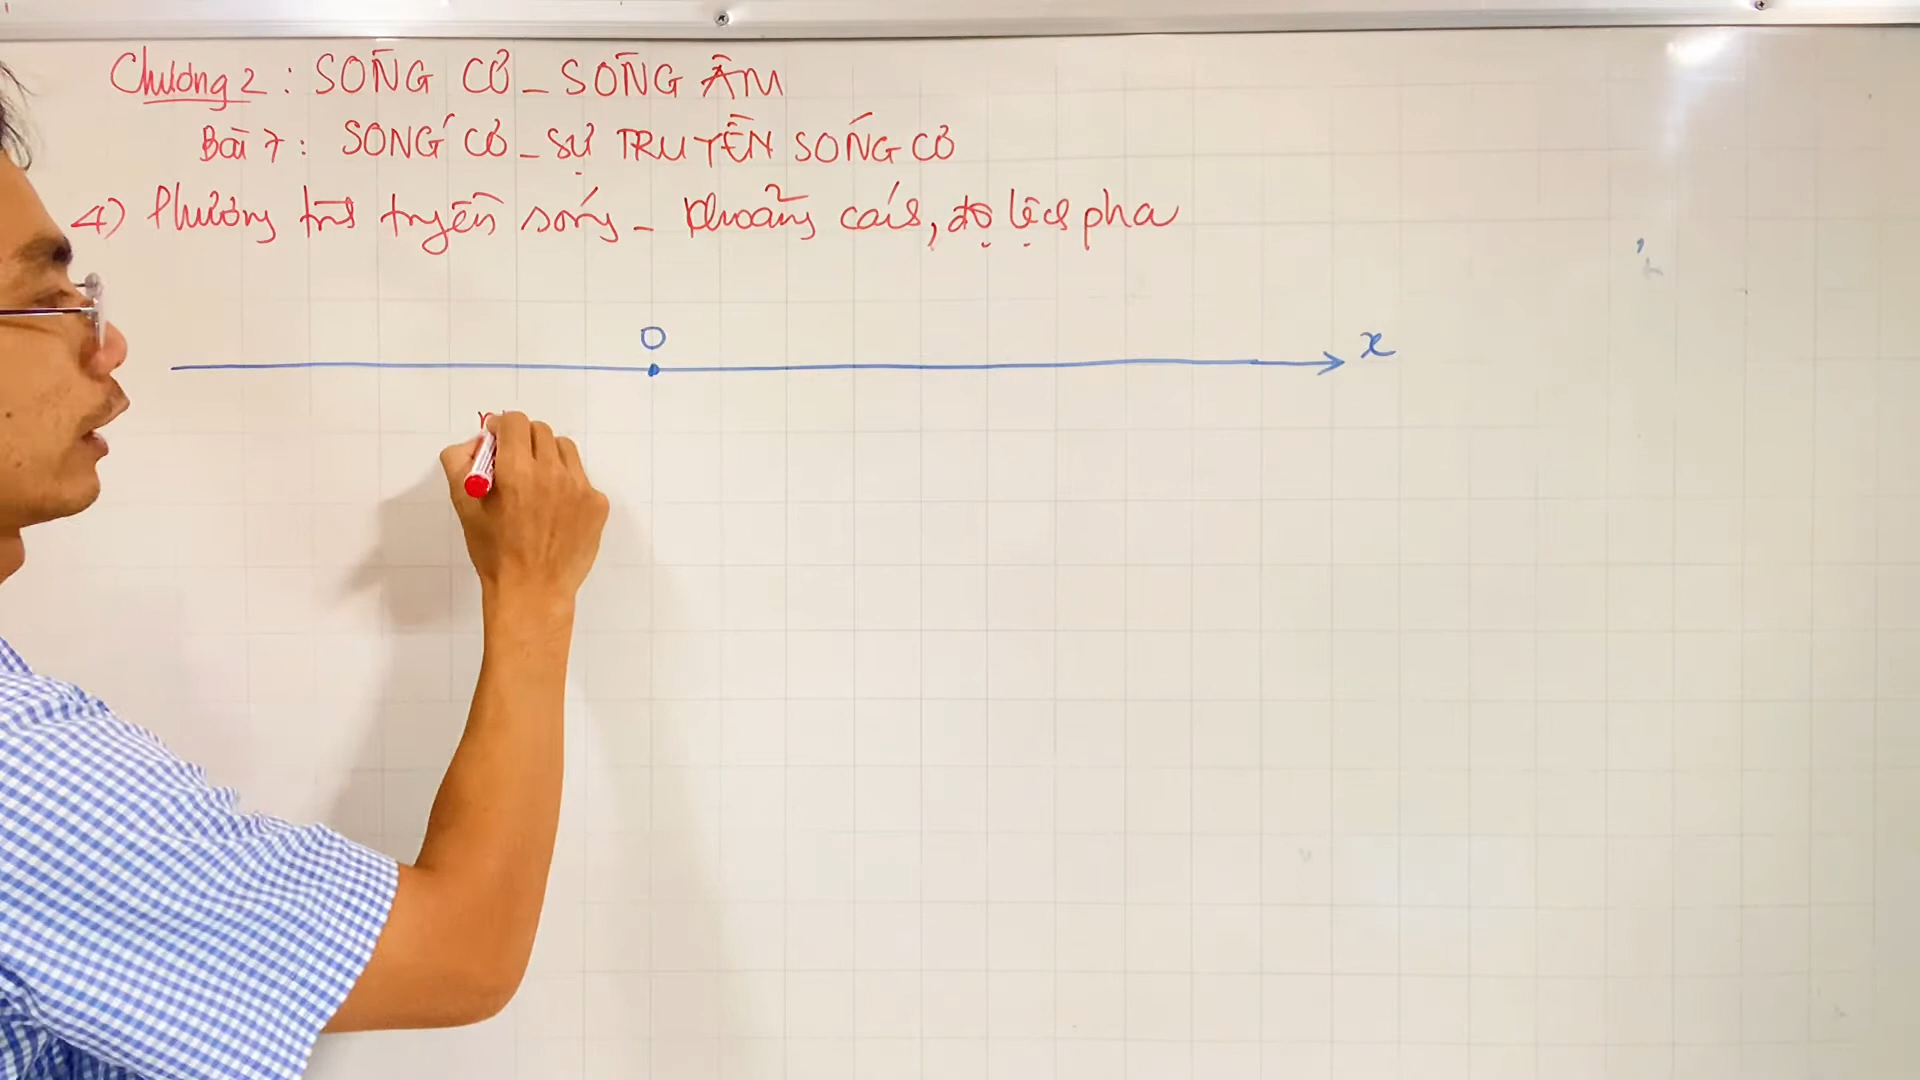 Chương 2 : SÓNG CƠ _ SÓNG ÂM
Bài 7 : SÓNG CƠ _ SỰ TRUYỀN SÓNG CƠ
4) Phương trình truyền sóng _ khoảng cách, độ lệch pha
O
x